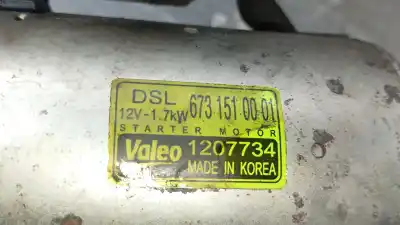 DSL 673 151 00 01
12V-1.7kW
STARTER MOTOR
Valeo 1207734
MADE IN KOREA